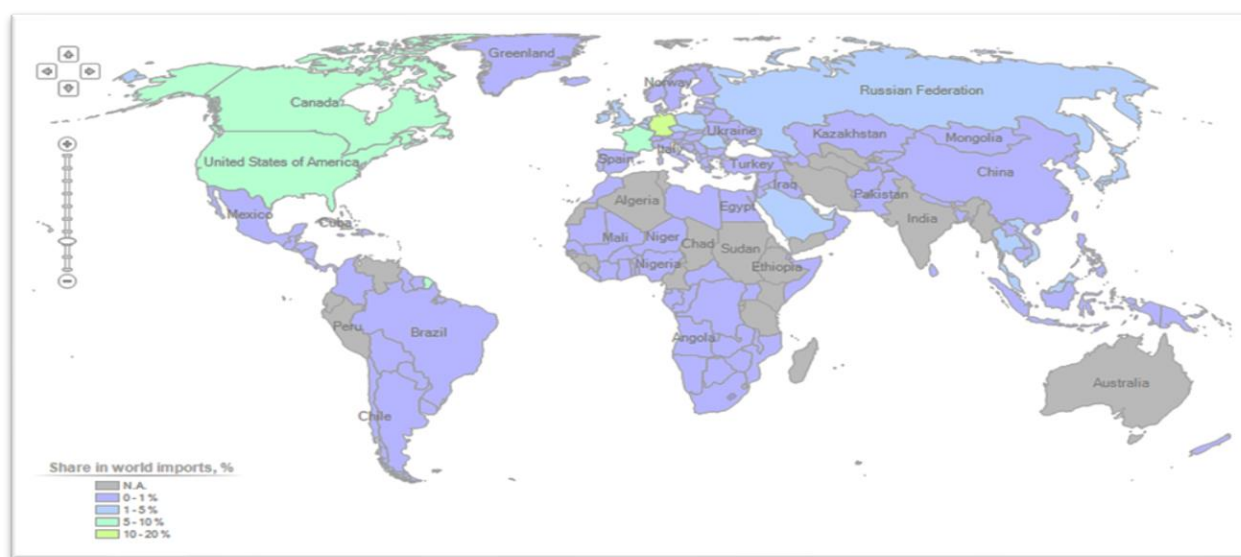 Greenland
Norway
Canada
Russian Federation
Ukraine
Kazakhstan
Mongolia
Italy
United States of America
Spain
Turkey
China
Iraq
Pakistan
Mexico
Algeria
Egypt
India
Cuba
Mali
Niger
Chad
Sudan
Nigeria
Ethiopia
Peru
Brazil
Angola
Australia
Chile
Share in world imports, %
N.A.
0 - 1 %
1 - 5 %
5 - 10 %
10 - 20 %